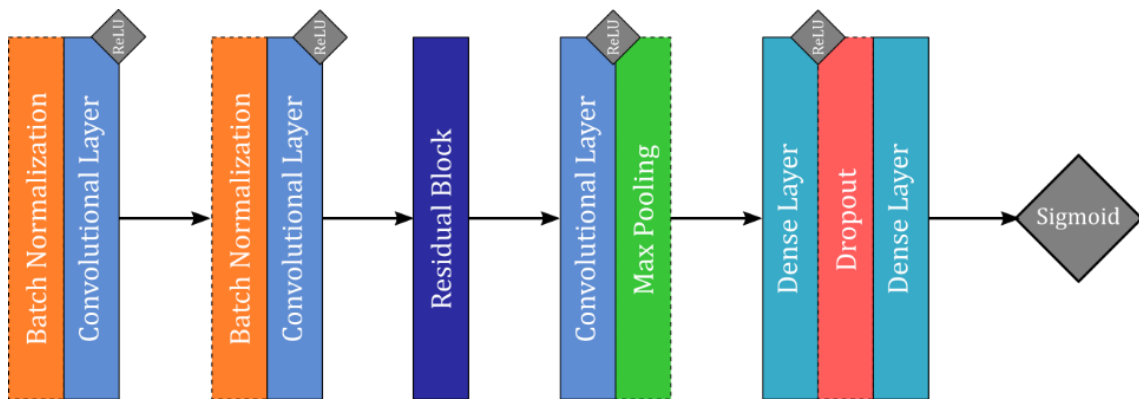 Batch Normalization
Convolutional Layer
ReLU
Batch Normalization
Convolutional Layer
ReLU
Residual Block
Convolutional Layer
ReLU
Max Pooling
Dense Layer
ReLU
Dropout
Dense Layer
Sigmoid